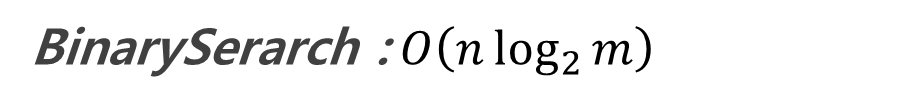 BinarySerarch : O(n log₂ m)